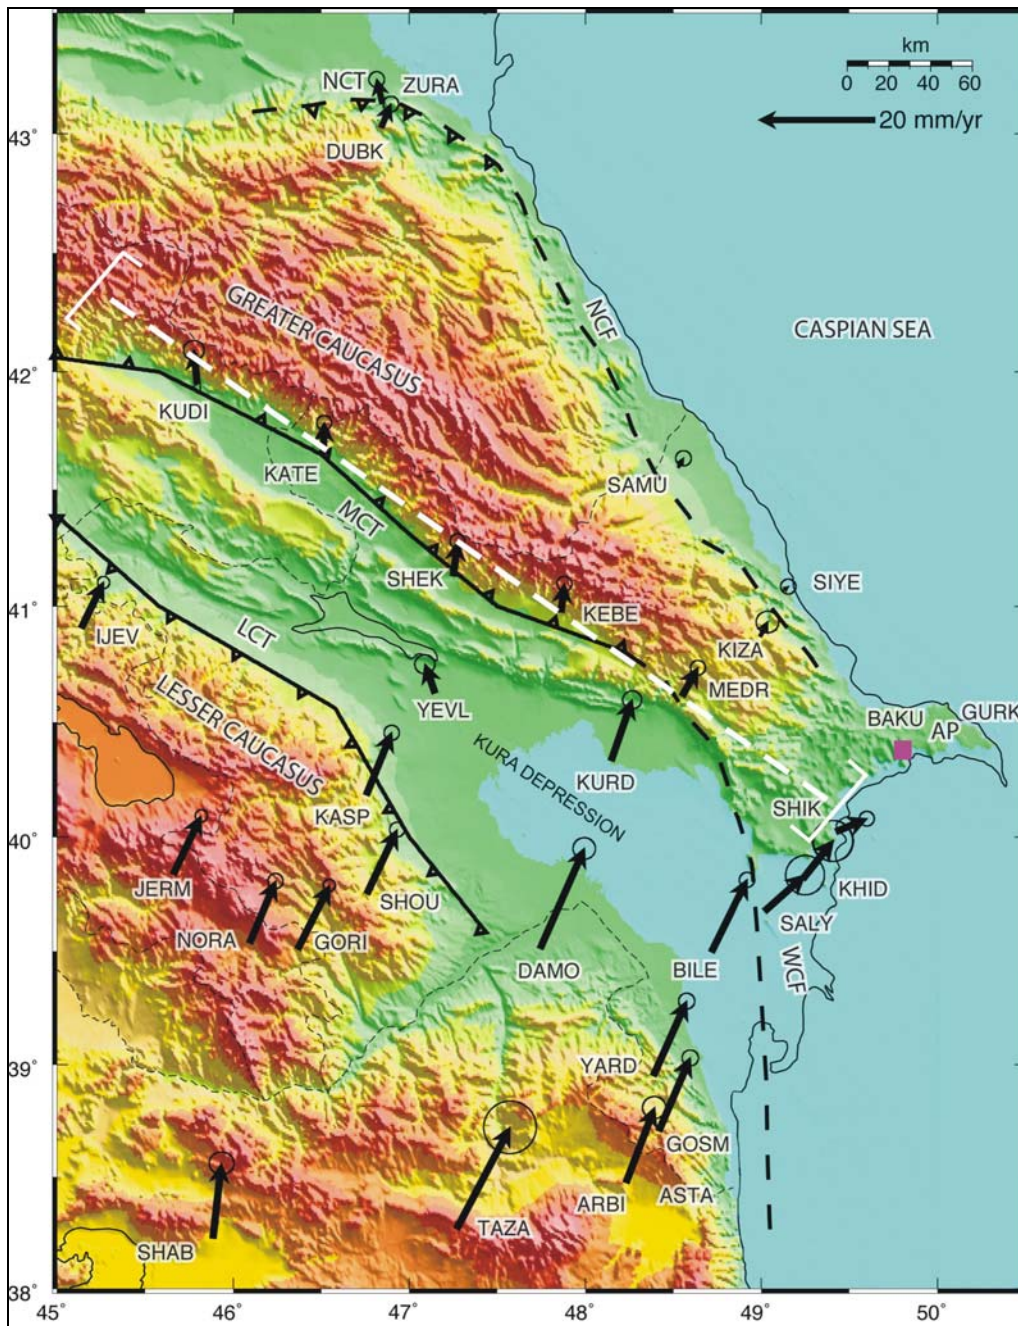 km
0 20 40 60
20 mm/yr
NCT
ZURA
DUBK
43°
GREATER CAUCASUS
NCF
CASPIAN SEA
42°
KUDI
KATE
SAMU
MCT
SHEK
KEBE
SIYE
41°
IJEV
LCT
KIZA
MEDR
YEVL
LESSER CAUCASUS
BAKU
AP
GURK
KURA DEPRESSION
KURD
KASP
SHIK
40°
JERM
SHOU
KHID
NORA
GORI
SALY
DAMO
BILE
WCF
39°
YARD
GOSM
ARBI
ASTA
TAZA
SHAB
38°
45°
46°
47°
48°
49°
50°